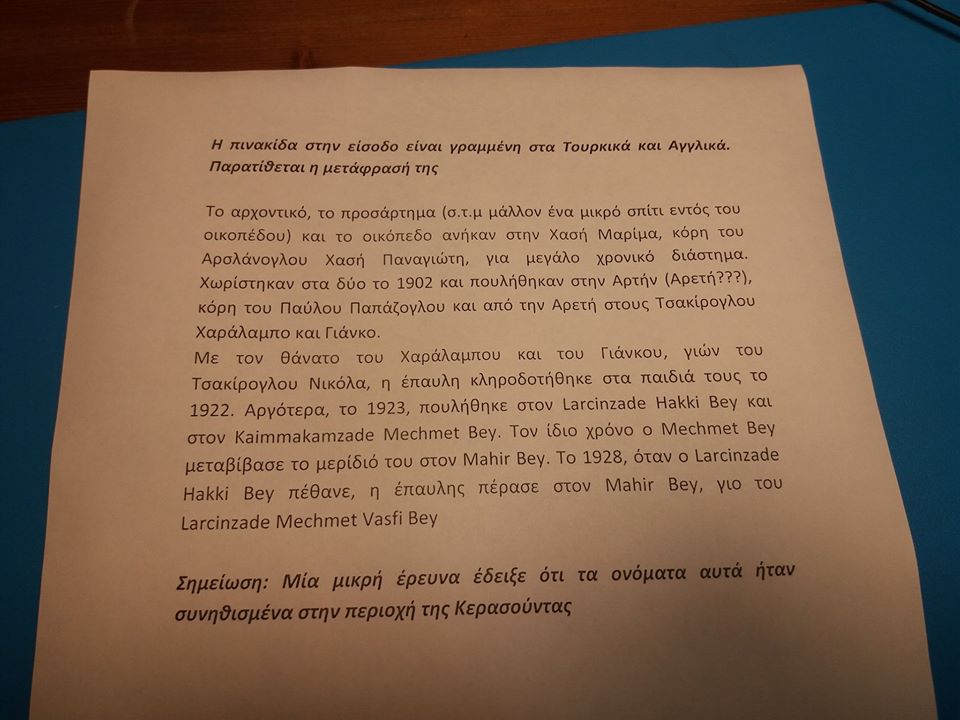 Η πινακίδα στην είσοδο είναι γραμμένη στα Τουρκικά και Αγγλικά.
Παρατίθεται η μετάφρασή της
Το αρχοντικό, το προσάρτημα (σ.τ.μ μάλλον ένα μικρό σπίτι εντός του
οικοπέδου) και το οικόπεδο ανήκαν στην Χασή Μαρίμα, κόρη του
Αρσλάνογλου Χασή Παναγιώτη, για μεγάλο χρονικό διάστημα.
Χωρίστηκαν στα δύο το 1902 και πουλήθηκαν στην Αρτήν (Αρετή???),
κόρη του Παύλου Παπάζογλου και από την Αρετή στους Τσακίρογλου
Χαράλαμπο και Γιάνκο.
Με τον θάνατο του Χαράλαμπου και του Γιάνκου, γιών του
Τσακίρογλου Νικόλα, η έπαυλη κληροδοτήθηκε στα παιδιά τους το
1922. Αργότερα, το 1923, πουλήθηκε στον Larcinzade Hakki Bey και
στον Kaimmakamzade Mechmet Bey. Τον ίδιο χρόνο ο Mechmet Bey
μεταβίβασε το μερίδιό του στον Mahir Bey. Το 1928, όταν ο Larcinzade
Hakki Bey πέθανε, η έπαυλης πέρασε στον Mahir Bey, γιο του
Larcinzade Mechmet Vasfi Bey
Σημείωση: Μία μικρή έρευνα έδειξε ότι τα ονόματα αυτά ήταν
συνηθισμένα στην περιοχή της Κερασούντας